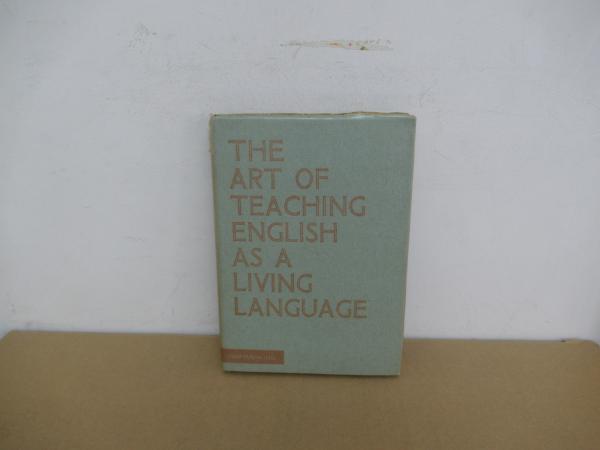 THE
ART OF
TEACHING
ENGLISH
AS A
LIVING
LANGUAGE